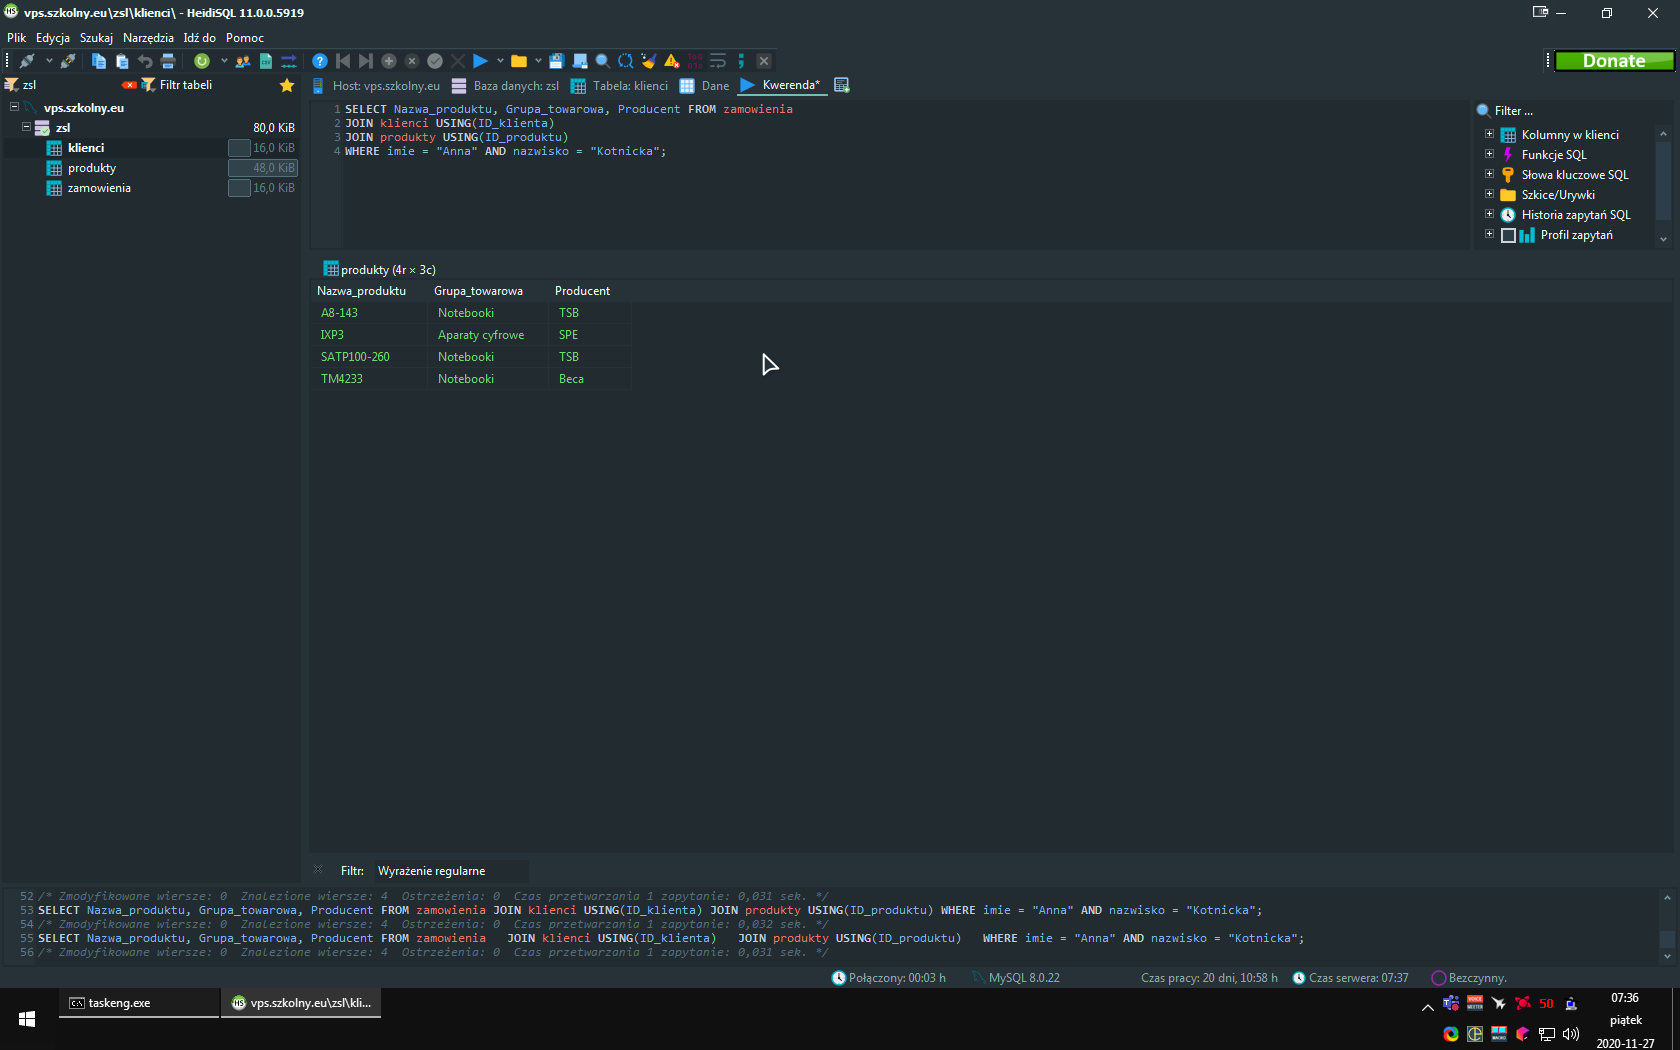 vps.szkolny.eu\zsl\klienci\ - HeidiSQL 11.0.0.5919
Plik Edycja Szukaj Narzędzia Idź do Pomoc
Donate
zsl
Filtr tabeli
Host: vps.szkolny.eu
Baza danych: zsl
Tabela: klienci
Dane
Kwerenda*
vps.szkolny.eu
zsl 80,0 KiB
klienci 16,0 KiB
produkty 48,0 KiB
zamowienia 16,0 KiB
1 SELECT Nazwa_produktu, Grupa_towarowa, Producent FROM zamowienia
2 JOIN klienci USING(ID_klienta)
3 JOIN produkty USING(ID_produktu)
4 WHERE imie = "Anna" AND nazwisko = "Kotnicka";
Filter ...
Kolumny w klienci
Funkcje SQL
Słowa kluczowe SQL
Szkice/Urywki
Historia zapytań SQL
Profil zapytań
produkty (4r × 3c)
Nazwa_produktu Grupa_towarowa Producent
A8-143 Notebooki TSB
IXP3 Aparaty cyfrowe SPE
SATP100-260 Notebooki TSB
TM4233 Notebooki Beca
Filtr: Wyrażenie regularne
52 /* Zmodyfikowane wiersze: 0 Znalezione wiersze: 4 Ostrzeżenia: 0 Czas przetwarzania 1 zapytanie: 0,031 sek. */
53 SELECT Nazwa_produktu, Grupa_towarowa, Producent FROM zamowienia JOIN klienci USING(ID_klienta) JOIN produkty USING(ID_produktu) WHERE imie = "Anna" AND nazwisko = "Kotnicka";
54 /* Zmodyfikowane wiersze: 0 Znalezione wiersze: 4 Ostrzeżenia: 0 Czas przetwarzania 1 zapytanie: 0,032 sek. */
55 SELECT Nazwa_produktu, Grupa_towarowa, Producent FROM zamowienia JOIN klienci USING(ID_klienta) JOIN produkty USING(ID_produktu) WHERE imie = "Anna" AND nazwisko = "Kotnicka";
56 /* Zmodyfikowane wiersze: 0 Znalezione wiersze: 4 Ostrzeżenia: 0 Czas przetwarzania 1 zapytanie: 0,031 sek. */
Połączony: 00:03 h
MySQL 8.0.22
Czas pracy: 20 dni, 10:58 h
Czas serwera: 07:37
Bezczynny.
taskeng.exe
vps.szkolny.eu\zsl\kli...
50
07:36
piątek
2020-11-27